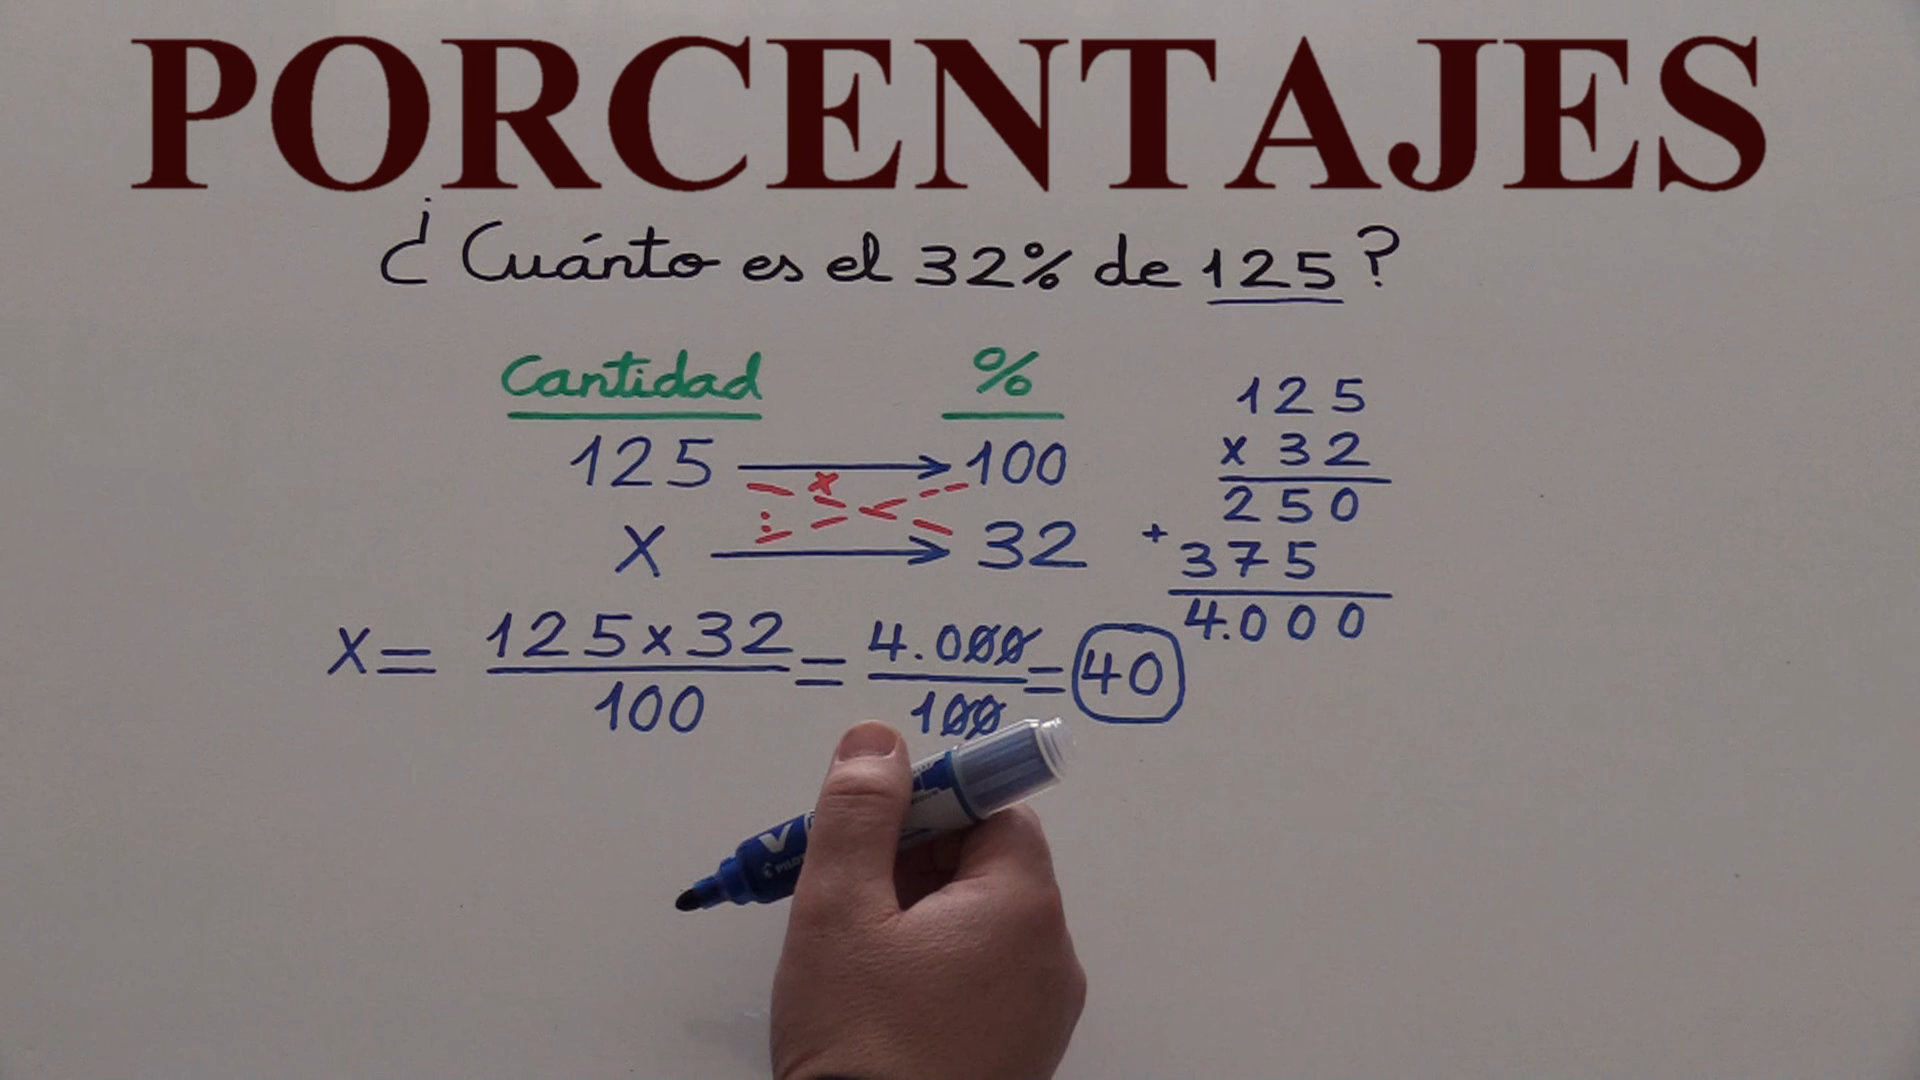 PORCENTAJES
¿Cuánto es el 32% de 125?
Cantidad %
125 → 100
x
:
X → 32
125
x 32
250
+ 375
4.000
X = 125x32 / 100 = 4.000 / 100 = 40
V
PILOT